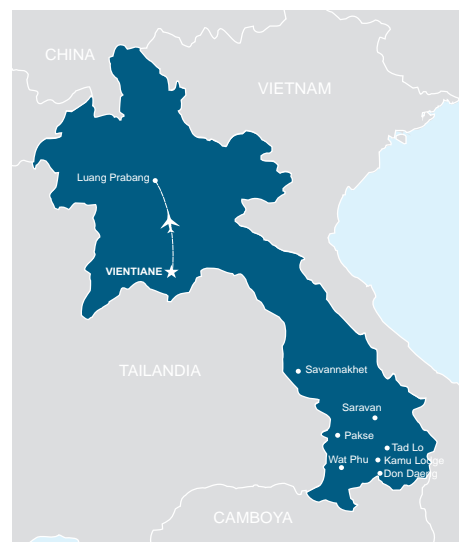 CHINA
VIETNAM
Luang Prabang
VIENTIANE
TAILANDIA
Savannakhet
Saravan
Pakse
Tad Lo
Wat Phu
Kamu Lodge
Don Daeng
CAMBOYA